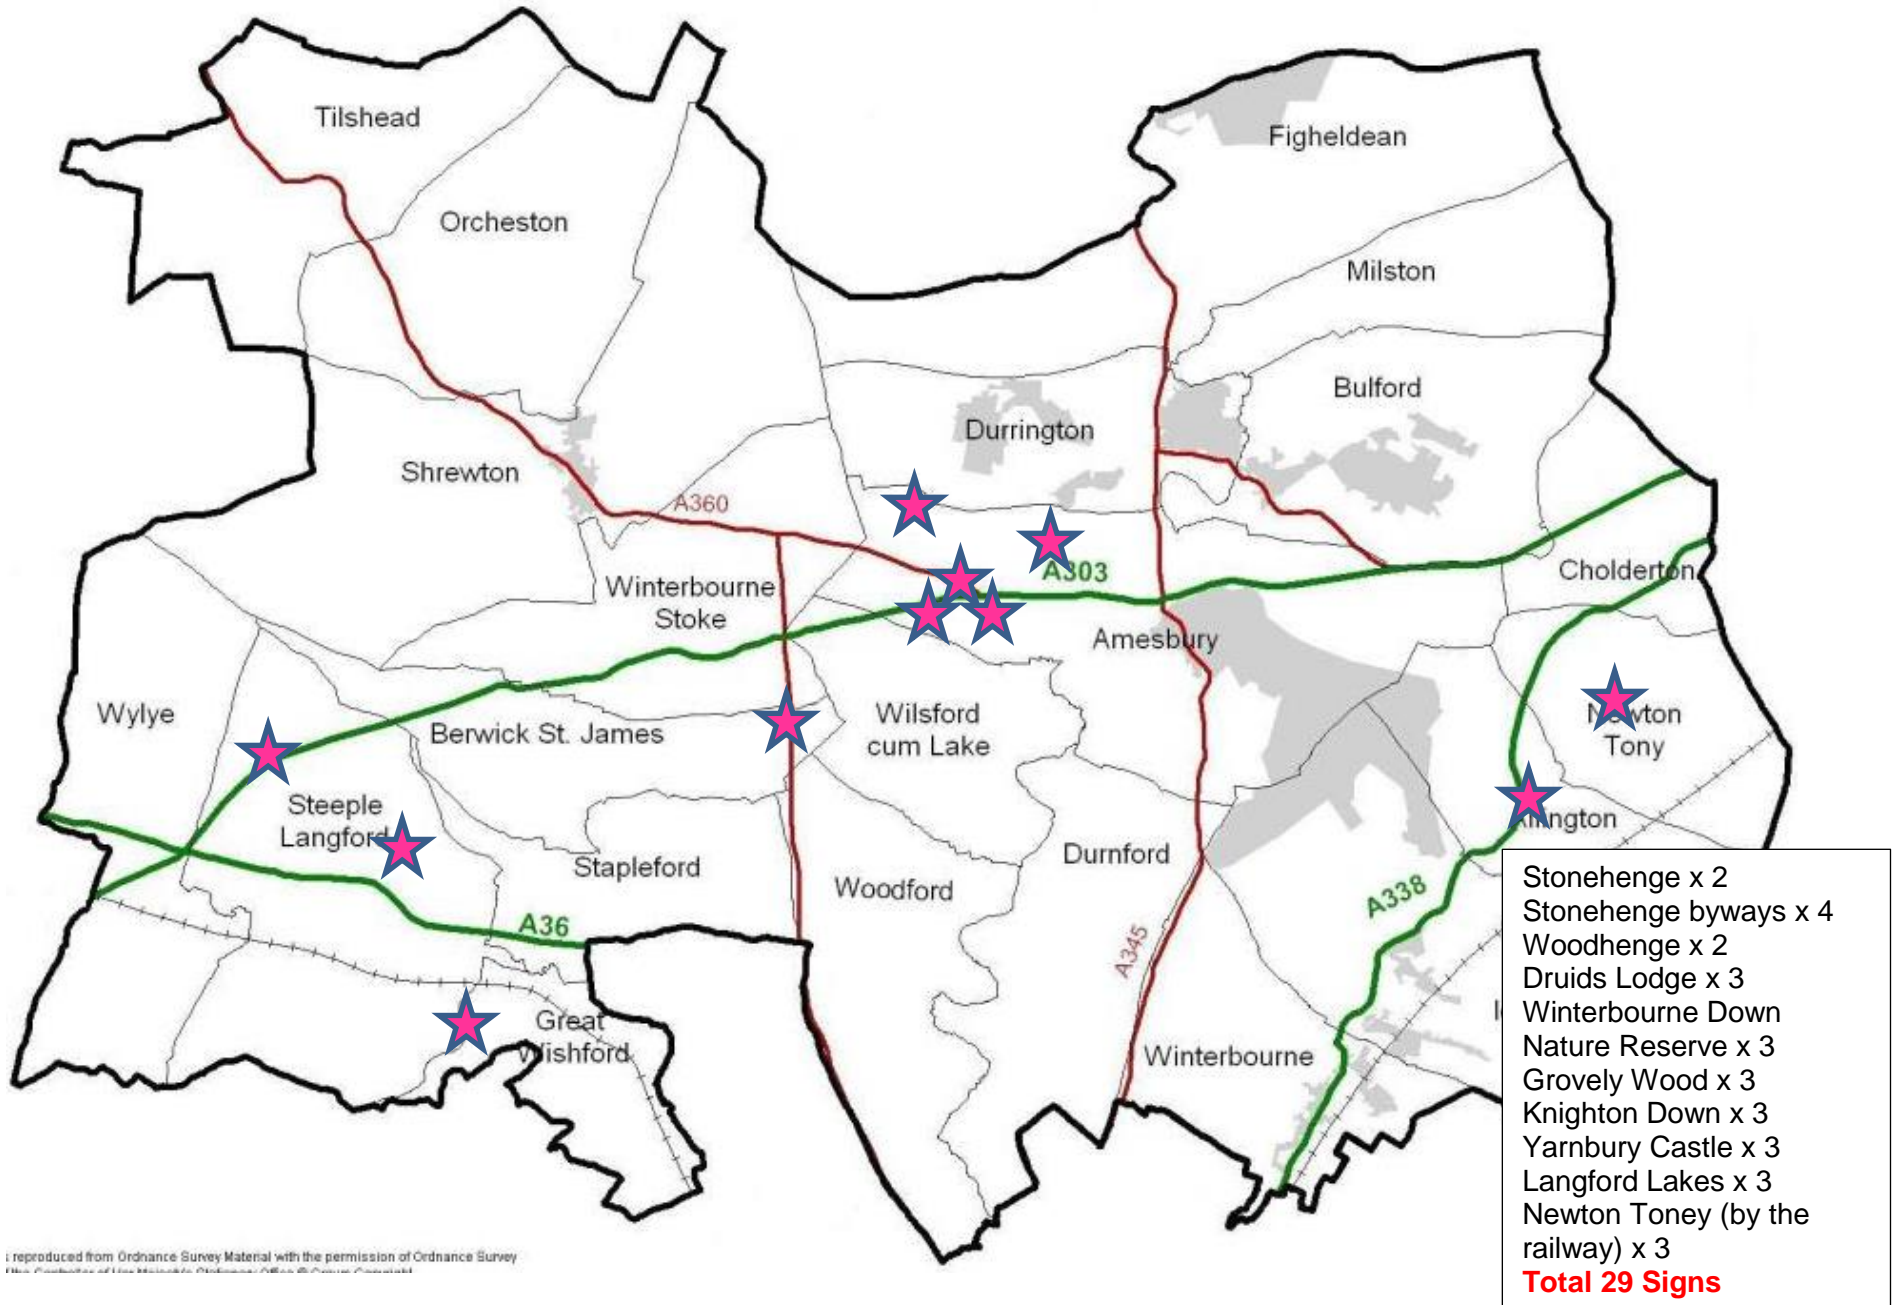 Tilshead
Figheldean
Orcheston
Milston
Bulford
Durrington
Shrewton
A360
A303
Cholderton
Winterbourne
Stoke
Amesbury
Wylye
Berwick St. James
Wilsford
cum Lake
Newton
Tony
Steeple
Langford
Allington
Stapleford
Durnford
Woodford
A338
A36
A345
Great
Wishford
Winterbourne
Stonehenge x 2
Stonehenge byways x 4
Woodhenge x 2
Druids Lodge x 3
Winterbourne Down
Nature Reserve x 3
Grovely Wood x 3
Knighton Down x 3
Yarnbury Castle x 3
Langford Lakes x 3
Newton Toney (by the
railway) x 3
Total 29 Signs
reproduced from Ordnance Survey Material with the permission of Ordnance Survey